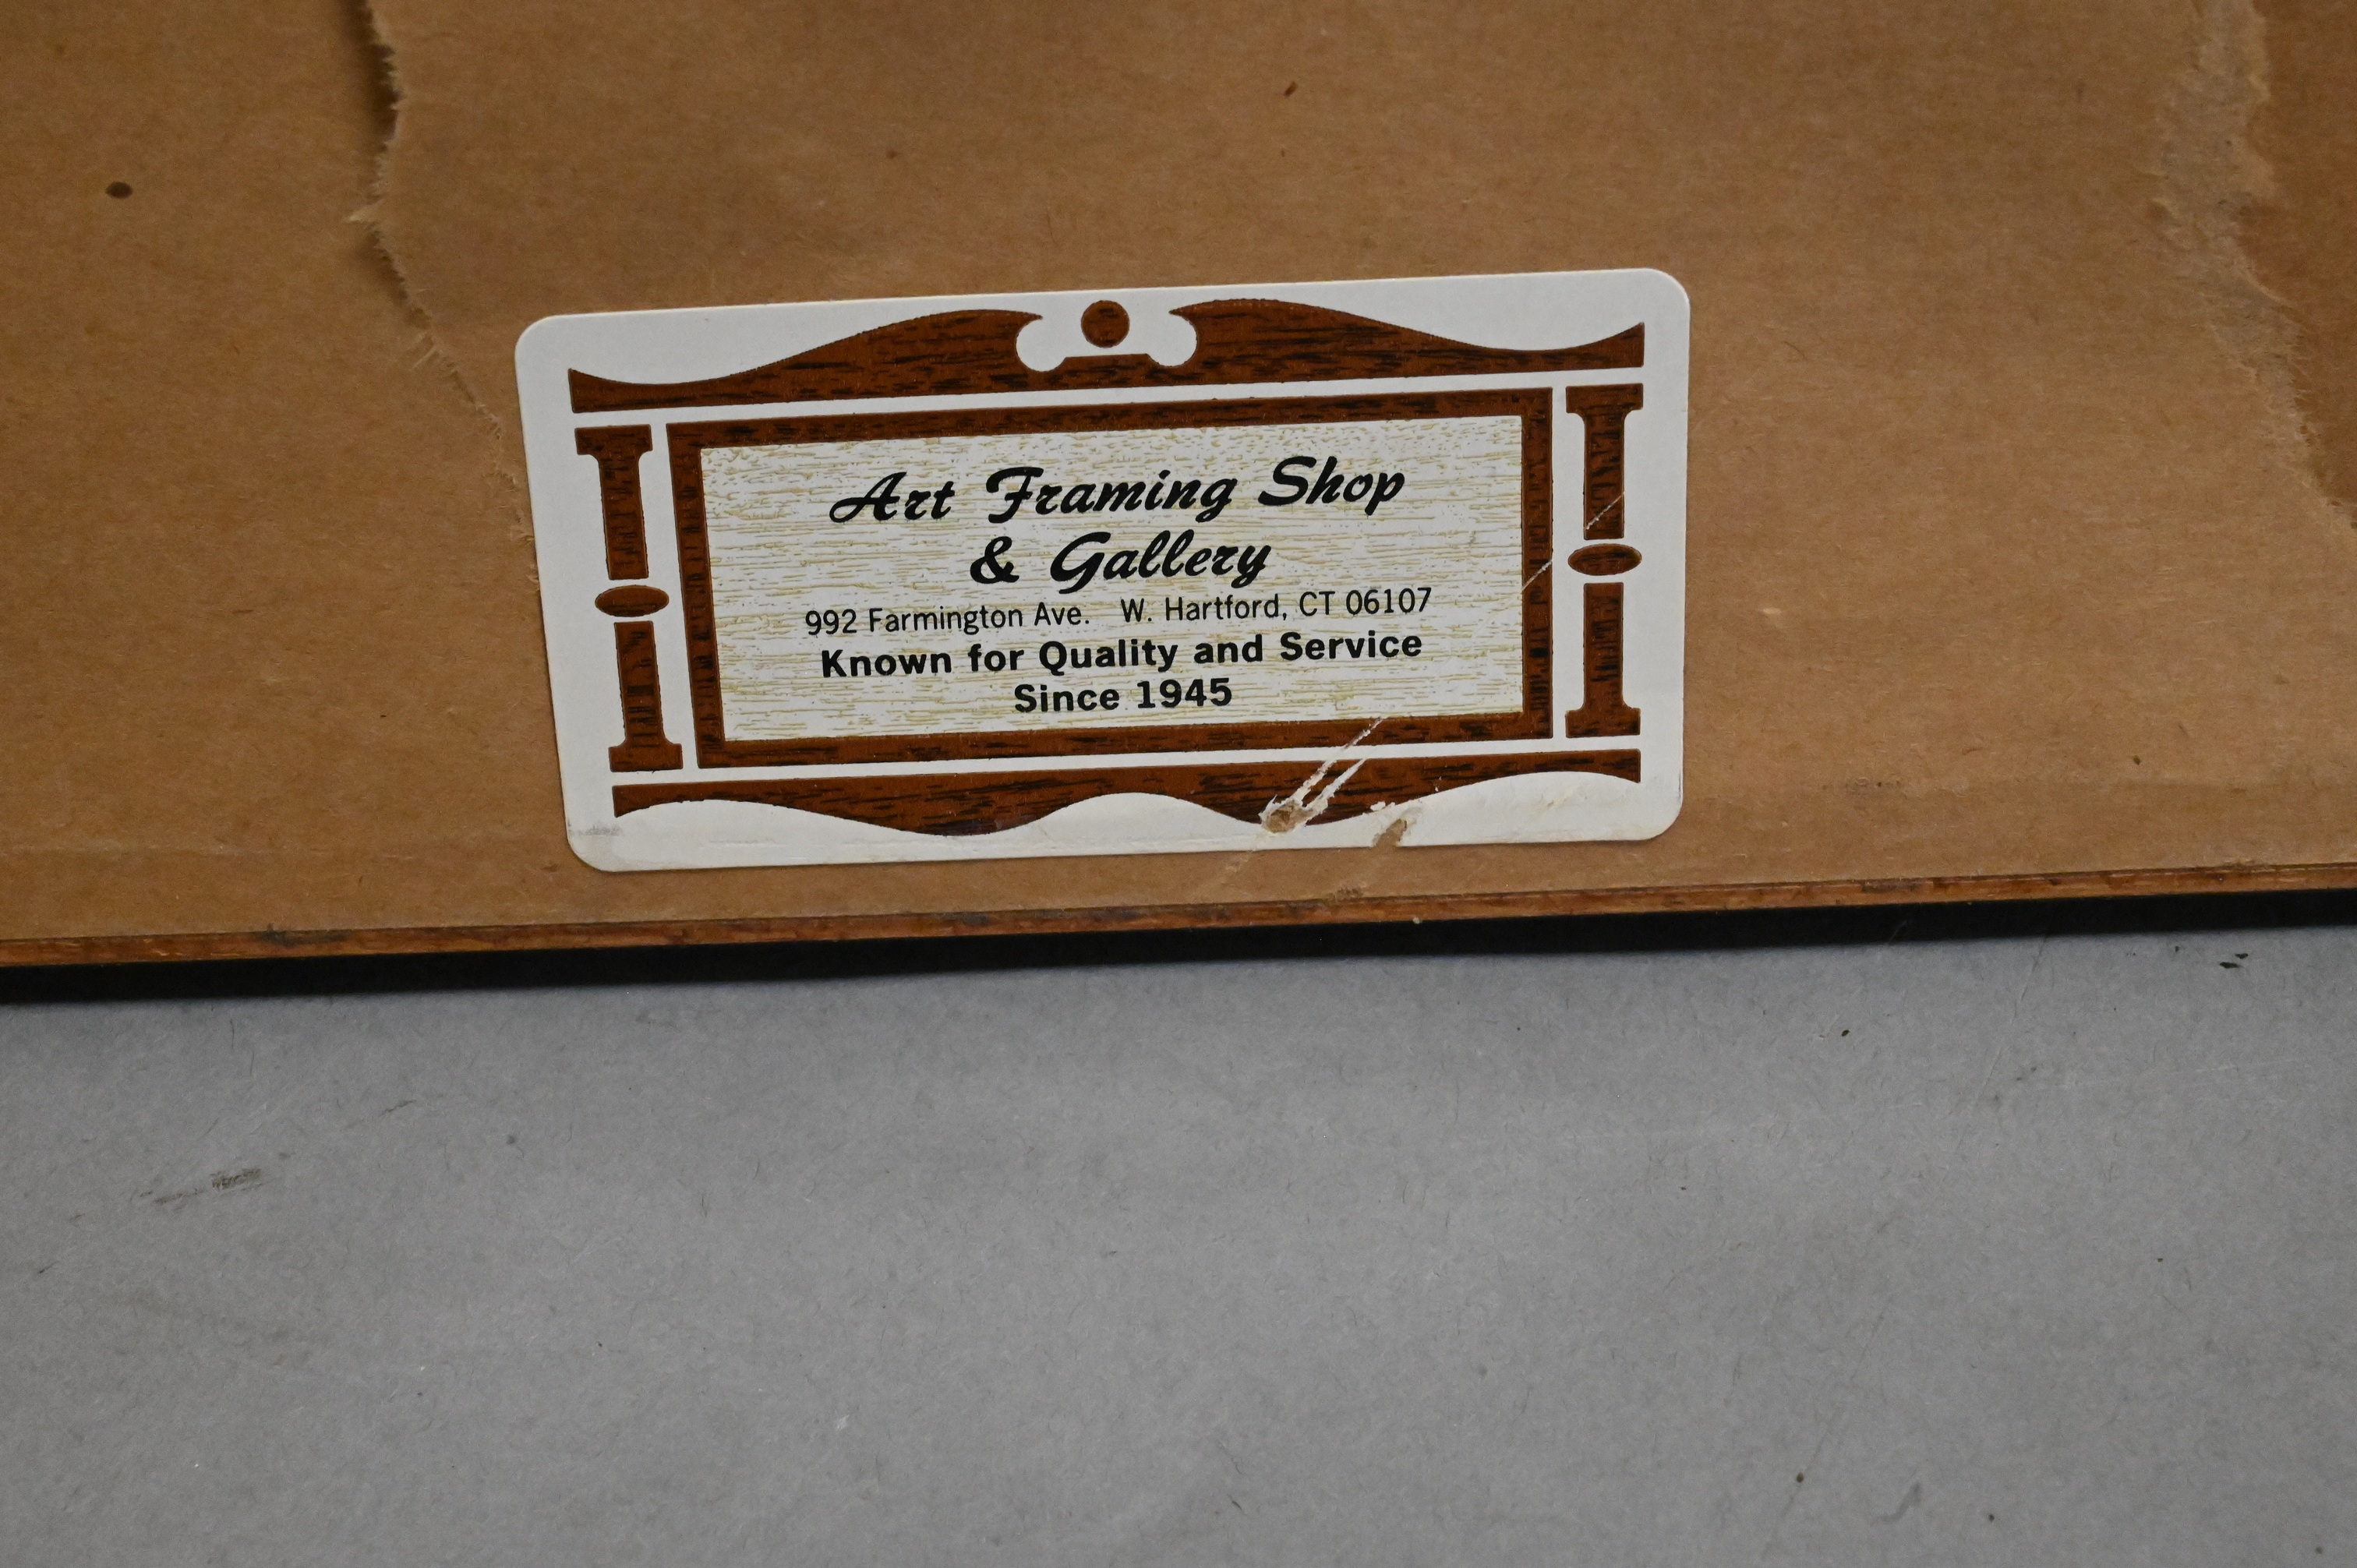 Art Framing Shop
& Gallery
992 Farmington Ave. W. Hartford, CT 06107
Known for Quality and Service
Since 1945